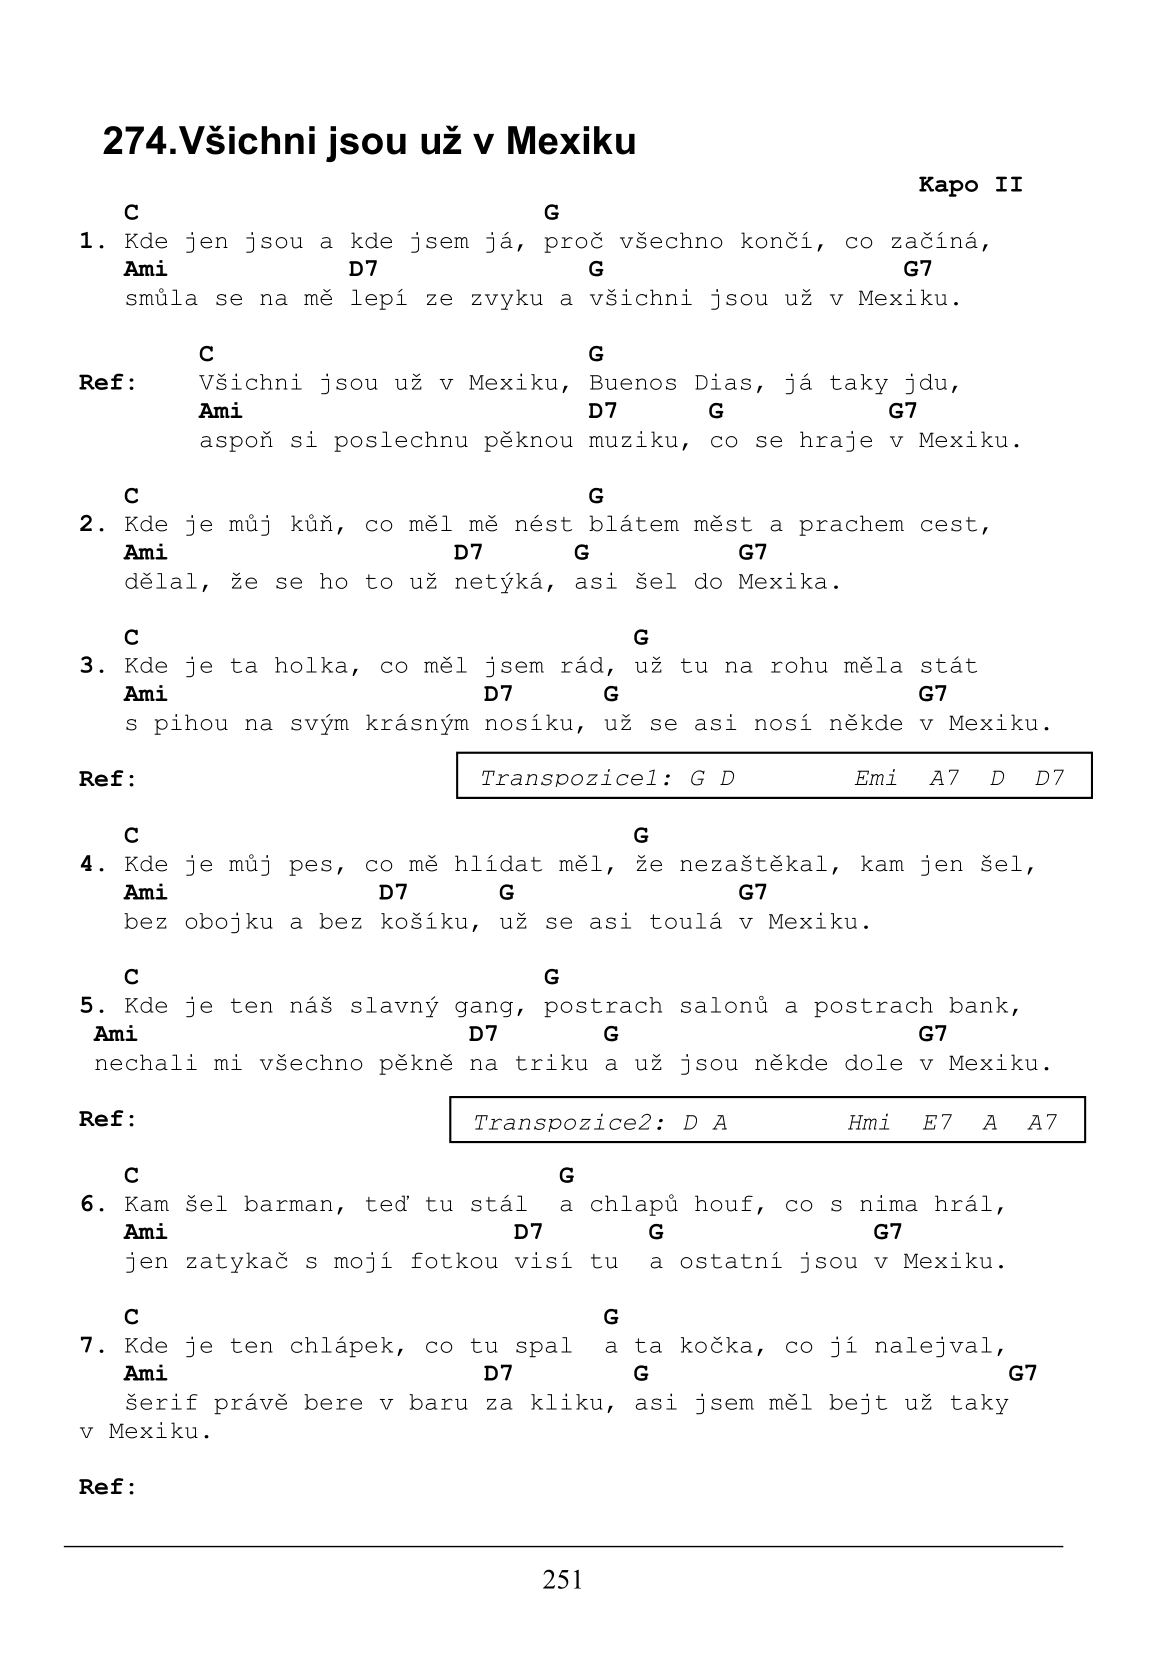 274.Všichni jsou už v Mexiku
Kapo II
C G
1. Kde jen jsou a kde jsem já, proč všechno končí, co začíná,
Ami D7 G G7
smůla se na mě lepí ze zvyku a všichni jsou už v Mexiku.
C G
Ref: Všichni jsou už v Mexiku, Buenos Dias, já taky jdu,
Ami D7 G G7
aspoň si poslechnu pěknou muziku, co se hraje v Mexiku.
C G
2. Kde je můj kůň, co měl mě nést blátem měst a prachem cest,
Ami D7 G G7
dělal, že se ho to už netýká, asi šel do Mexika.
C G
3. Kde je ta holka, co měl jsem rád, už tu na rohu měla stát
Ami D7 G G7
s pihou na svým krásným nosíku, už se asi nosí někde v Mexiku.
Ref: Transpozice1: G D Emi A7 D D7
C G
4. Kde je můj pes, co mě hlídat měl, že nezaštěkal, kam jen šel,
Ami D7 G G7
bez obojku a bez košíku, už se asi toulá v Mexiku.
C G
5. Kde je ten náš slavný gang, postrach salonů a postrach bank,
Ami D7 G G7
nechali mi všechno pěkně na triku a už jsou někde dole v Mexiku.
Ref: Transpozice2: D A Hmi E7 A A7
C G
6. Kam šel barman, teď tu stál a chlapů houf, co s nima hrál,
Ami D7 G G7
jen zatykač s mojí fotkou visí tu a ostatní jsou v Mexiku.
C G
7. Kde je ten chlápek, co tu spal a ta kočka, co jí nalejval,
Ami D7 G G7
šerif právě bere v baru za kliku, asi jsem měl bejt už taky
v Mexiku.
Ref:
251